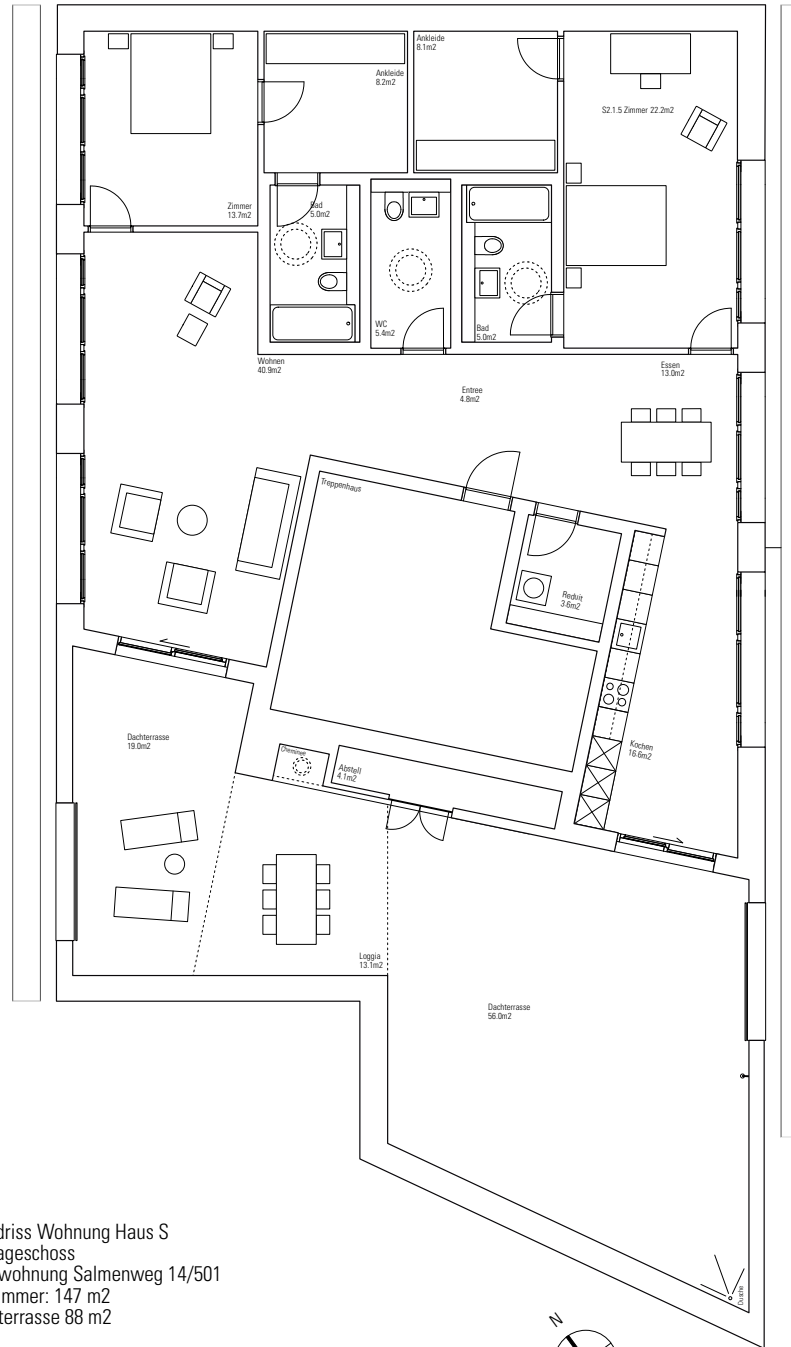 Ankleide
8.1m2
Ankleide
8.2m2
S2.1.5 Zimmer 22.2m2
Zimmer
13.7m2
Bad
5.0m2
WC
5.4m2
Bad
5.0m2
Wohnen
40.9m2
Entree
4.8m2
Essen
13.0m2
Treppenhaus
Reduit
3.6m2
Dachterrasse
19.0m2
Cheminee
Abstell
4.1m2
Kochen
16.6m2
Loggia
13.1m2
Dachterrasse
56.0m2
Dusche
driss Wohnung Haus S
ageschoss
wohnung Salmenweg 14/501
mmer: 147 m2
terrasse 88 m2
N